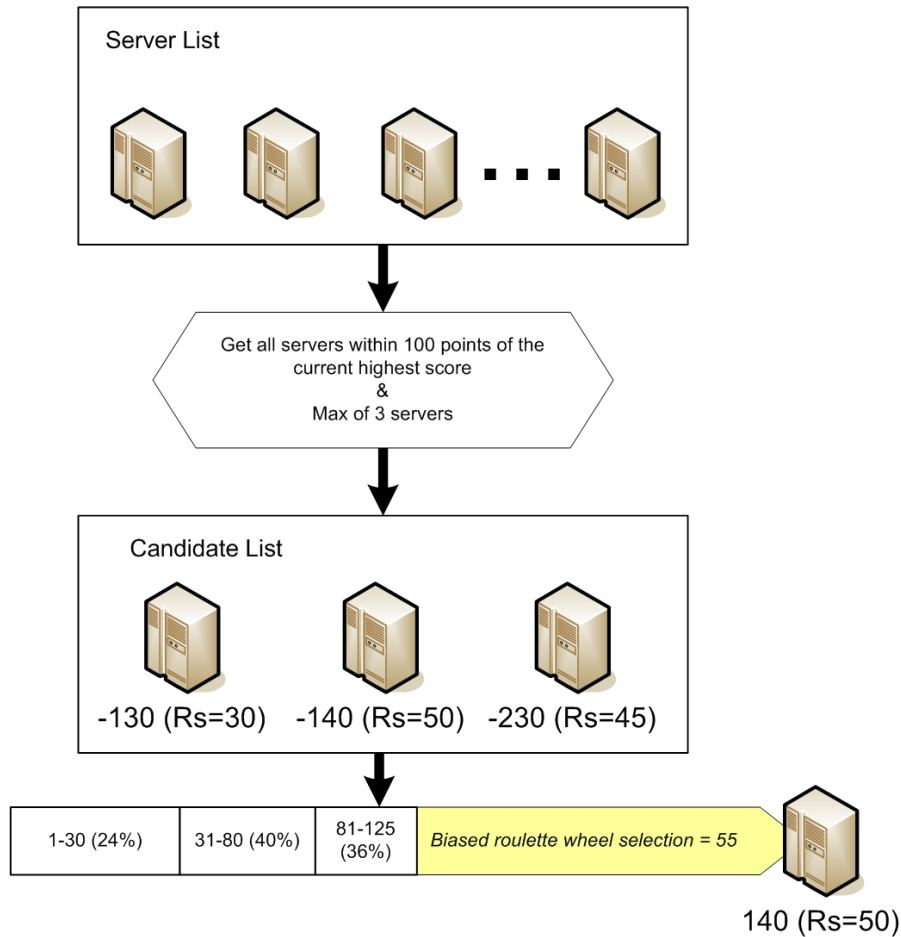 Server List
Get all servers within 100 points of the
current highest score
&
Max of 3 servers
Candidate List
-130 (Rs=30)
-140 (Rs=50)
-230 (Rs=45)
1-30 (24%)
31-80 (40%)
81-125
(36%)
Biased roulette wheel selection = 55
140 (Rs=50)